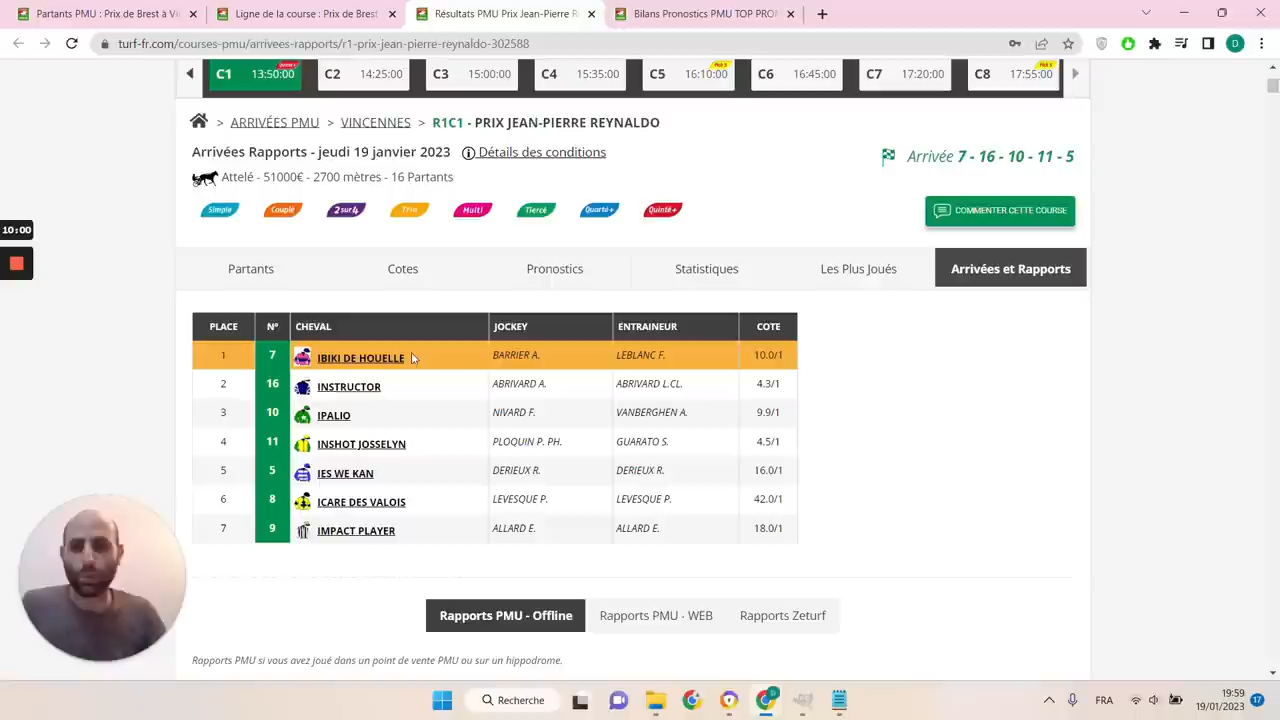 35 - pmu : Prix de Brest à Vi
Ligne de la course : Prix de Brest
Résultats PMU Prix Jean-Pierre R
Bilans Pronostics PMU TOP PRO
turf-fr.com/courses-pmu/arrivees-rapports/r1-prix-jean-pierre-reynaldo-302588
D
C1 13:50:00
C2 14:25:00
C3 15:00:00
C4 15:35:00
C5 16:10:00
C6 16:45:00
C7 17:20:00
C8 17:55:00
> ARRIVÉES PMU > VINCENNES > R1C1 - PRIX JEAN-PIERRE REYNALDO
Arrivées Rapports - jeudi 19 janvier 2023 Détails des conditions
Arrivée 7 - 16 - 10 - 11 - 5
Attelé - 51000€ - 2700 mètres - 16 Partants
Simple Couplé 2sur4 Trio Multi Tiercé Quarté+ Quinté+
COMMENTER CETTE COURSE
10:00
Partants Cotes Pronostics Statistiques Les Plus Joués Arrivées et Rapports
PLACE N° CHEVAL JOCKEY ENTRAINEUR COTE
1 7 IBIKI DE HOUELLE BARRIER A. LEBLANC F. 10.0/1
2 16 INSTRUCTOR ABRIVARD A. ABRIVARD L.CL. 4.3/1
3 10 IPALIO NIVARD F. VANBERGHEN A. 9.9/1
4 11 INSHOT JOSSELYN PLOQUIN P. PH. GUARATO S. 4.5/1
5 5 IES WE KAN DERIEUX R. DERIEUX R. 16.0/1
6 8 ICARE DES VALOIS LEVESQUE P. LEVESQUE P. 42.0/1
7 9 IMPACT PLAYER ALLARD E. ALLARD E. 18.0/1
Rapports PMU - Offline Rapports PMU - WEB Rapports Zeturf
Rapports PMU si vous avez joué dans un point de vente PMU ou sur un hippodrome.
Recherche
FRA
19:59
19/01/2023
17